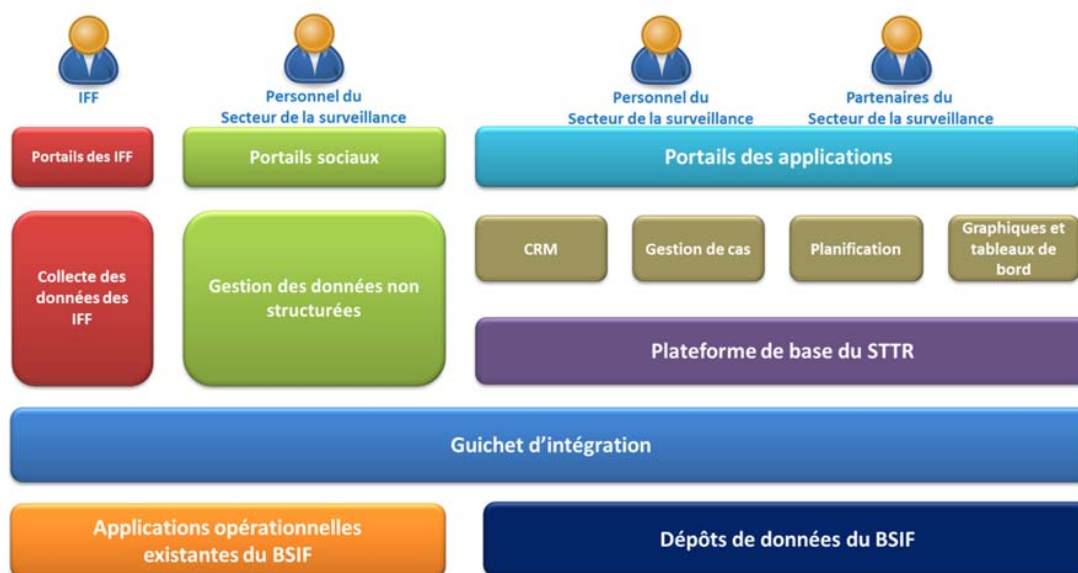 IFF
Personnel du
Secteur de la surveillance
Personnel du
Secteur de la surveillance
Partenaires du
Secteur de la surveillance
Portails des IFF
Portails sociaux
Portails des applications
Collecte des
données des
IFF
Gestion des données non
structurées
CRM
Gestion de cas
Planification
Graphiques et
tableaux de
bord
Plateforme de base du STTR
Guichet d’intégration
Applications opérationnelles
existantes du BSIF
Dépôts de données du BSIF